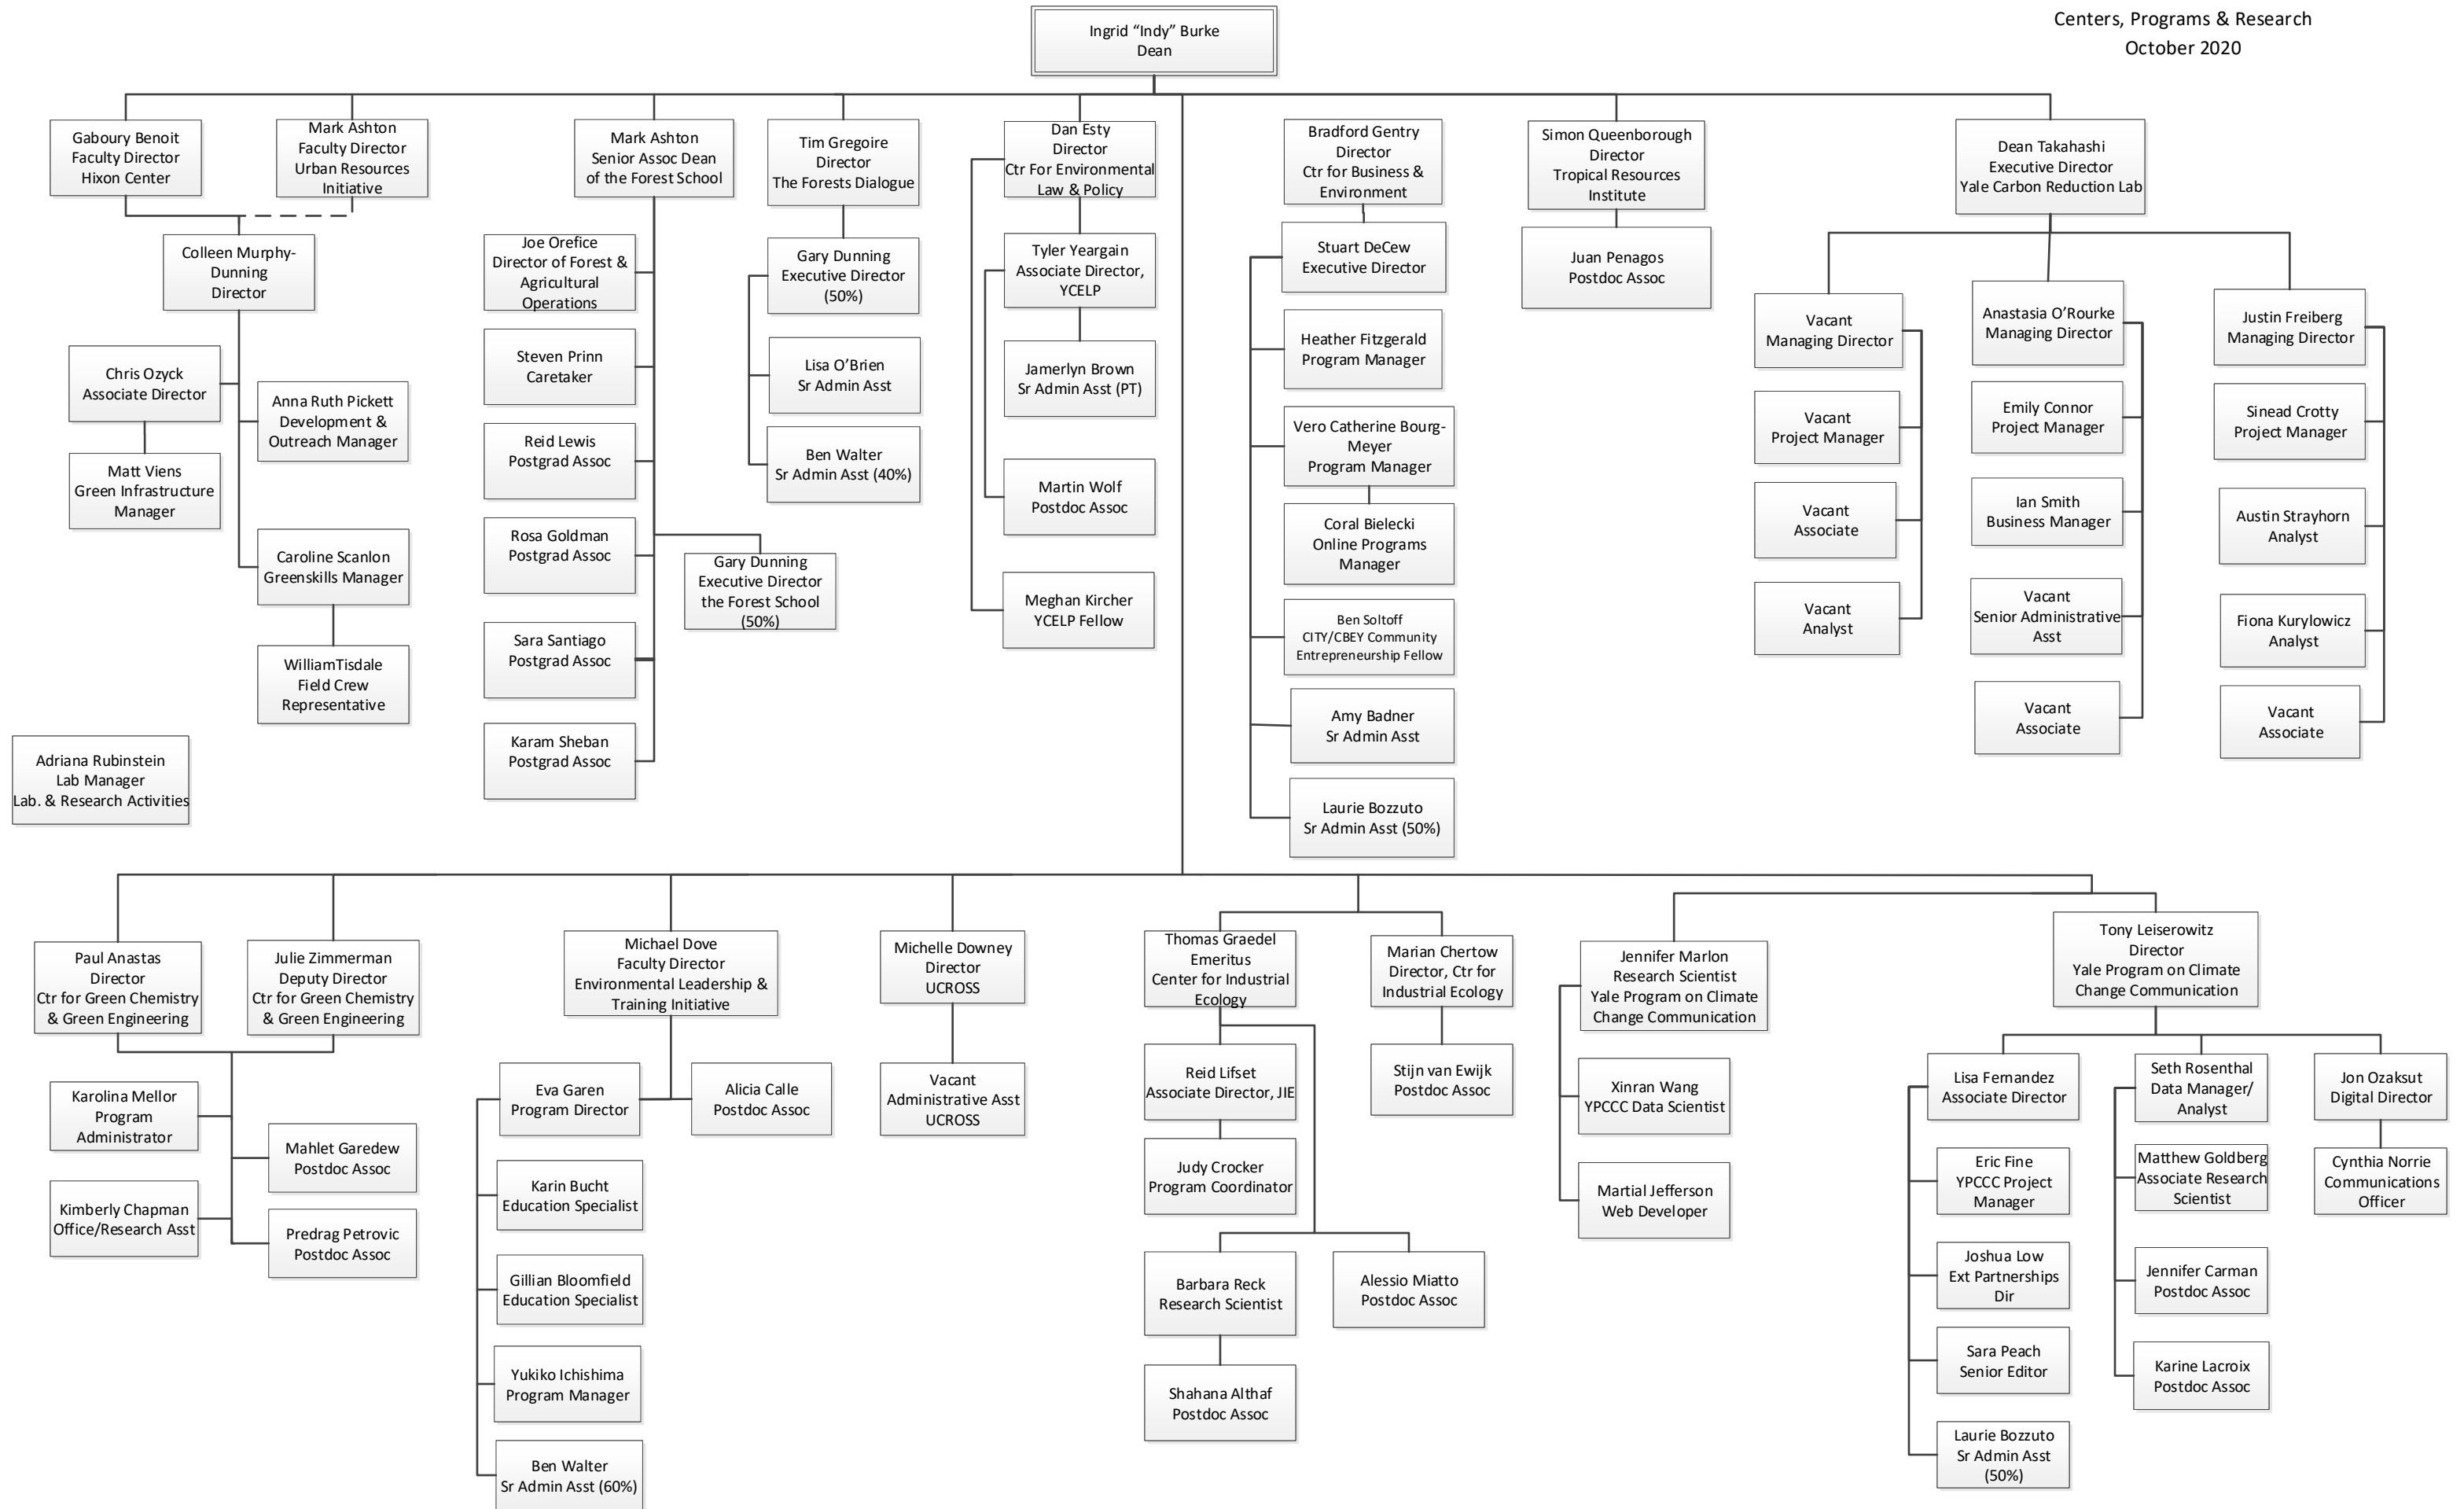 Ingrid “Indy” Burke
Dean
Centers, Programs & Research
October 2020
Gaboury Benoit
Faculty Director
Hixon Center
Mark Ashton
Faculty Director
Urban Resources
Initiative
Colleen Murphy-
Dunning
Director
Chris Ozyck
Associate Director
Matt Viens
Green Infrastructure
Manager
Anna Ruth Pickett
Development &
Outreach Manager
Caroline Scanlon
Greenskills Manager
WilliamTisdale
Field Crew
Representative
Adriana Rubinstein
Lab Manager
Lab. & Research Activities
Mark Ashton
Senior Assoc Dean
of the Forest School
Joe Orefice
Director of Forest &
Agricultural
Operations
Steven Prinn
Caretaker
Reid Lewis
Postgrad Assoc
Rosa Goldman
Postgrad Assoc
Sara Santiago
Postgrad Assoc
Karam Sheban
Postgrad Assoc
Gary Dunning
Executive Director
the Forest School
(50%)
Tim Gregoire
Director
The Forests Dialogue
Gary Dunning
Executive Director
(50%)
Lisa O’Brien
Sr Admin Asst
Ben Walter
Sr Admin Asst (40%)
Dan Esty
Director
Ctr For Environmental
Law & Policy
Tyler Yeargain
Associate Director,
YCELP
Jamerlyn Brown
Sr Admin Asst (PT)
Martin Wolf
Postdoc Assoc
Meghan Kircher
YCELP Fellow
Bradford Gentry
Director
Ctr for Business &
Environment
Stuart DeCew
Executive Director
Heather Fitzgerald
Program Manager
Vero Catherine Bourg-
Meyer
Program Manager
Coral Bielecki
Online Programs
Manager
Ben Soltoff
CITY/CBEY Community
Entrepreneurship Fellow
Amy Badner
Sr Admin Asst
Laurie Bozzuto
Sr Admin Asst (50%)
Simon Queenborough
Director
Tropical Resources
Institute
Juan Penagos
Postdoc Assoc
Dean Takahashi
Executive Director
Yale Carbon Reduction Lab
Vacant
Managing Director
Vacant
Project Manager
Vacant
Associate
Vacant
Analyst
Anastasia O’Rourke
Managing Director
Emily Connor
Project Manager
Ian Smith
Business Manager
Vacant
Senior Administrative
Asst
Vacant
Associate
Justin Freiberg
Managing Director
Sinead Crotty
Project Manager
Austin Strayhorn
Analyst
Fiona Kurylowicz
Analyst
Vacant
Associate
Paul Anastas
Director
Ctr for Green Chemistry
& Green Engineering
Julie Zimmerman
Deputy Director
Ctr for Green Chemistry
& Green Engineering
Karolina Mellor
Program
Administrator
Kimberly Chapman
Office/Research Asst
Mahlet Garedew
Postdoc Assoc
Predrag Petrovic
Postdoc Assoc
Michael Dove
Faculty Director
Environmental Leadership &
Training Initiative
Eva Garen
Program Director
Alicia Calle
Postdoc Assoc
Karin Bucht
Education Specialist
Gillian Bloomfield
Education Specialist
Yukiko Ichishima
Program Manager
Ben Walter
Sr Admin Asst (60%)
Michelle Downey
Director
UCROSS
Vacant
Administrative Asst
UCROSS
Thomas Graedel
Emeritus
Center for Industrial
Ecology
Reid Lifset
Associate Director, JIE
Judy Crocker
Program Coordinator
Barbara Reck
Research Scientist
Shahana Althaf
Postdoc Assoc
Alessio Miatto
Postdoc Assoc
Marian Chertow
Director, Ctr for
Industrial Ecology
Stijn van Ewijk
Postdoc Assoc
Jennifer Marlon
Research Scientist
Yale Program on Climate
Change Communication
Xinran Wang
YPCCC Data Scientist
Martial Jefferson
Web Developer
Tony Leiserowitz
Director
Yale Program on Climate
Change Communication
Lisa Fernandez
Associate Director
Eric Fine
YPCCC Project
Manager
Joshua Low
Ext Partnerships
Dir
Sara Peach
Senior Editor
Laurie Bozzuto
Sr Admin Asst
(50%)
Seth Rosenthal
Data Manager/
Analyst
Matthew Goldberg
Associate Research
Scientist
Jennifer Carman
Postdoc Assoc
Karine Lacroix
Postdoc Assoc
Jon Ozaksut
Digital Director
Cynthia Norrie
Communications
Officer